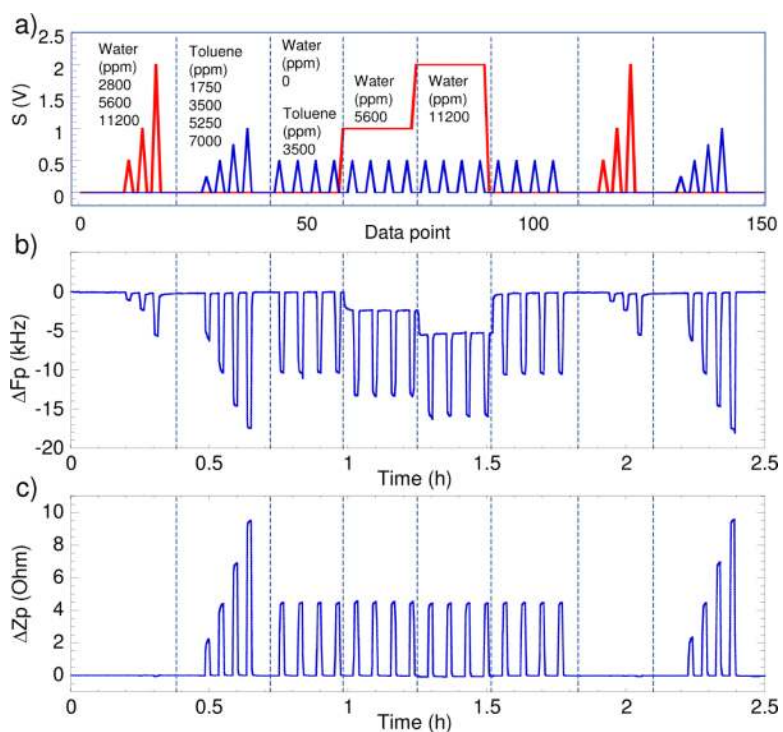 a)
2.5
2
1.5
1
0.5
0
S (V)
Water
(ppm)
2800
5600
11200
Toluene
(ppm)
1750
3500
5250
7000
Water
(ppm)
0
Toluene
(ppm)
3500
Water
(ppm)
5600
Water
(ppm)
11200
0
50
100
150
Data point
b)
0
-5
-10
-15
-20
ΔFp (kHz)
0
0.5
1
1.5
2
2.5
Time (h)
c)
10
8
6
4
2
0
ΔZp (Ohm)
0
0.5
1
1.5
2
2.5
Time (h)